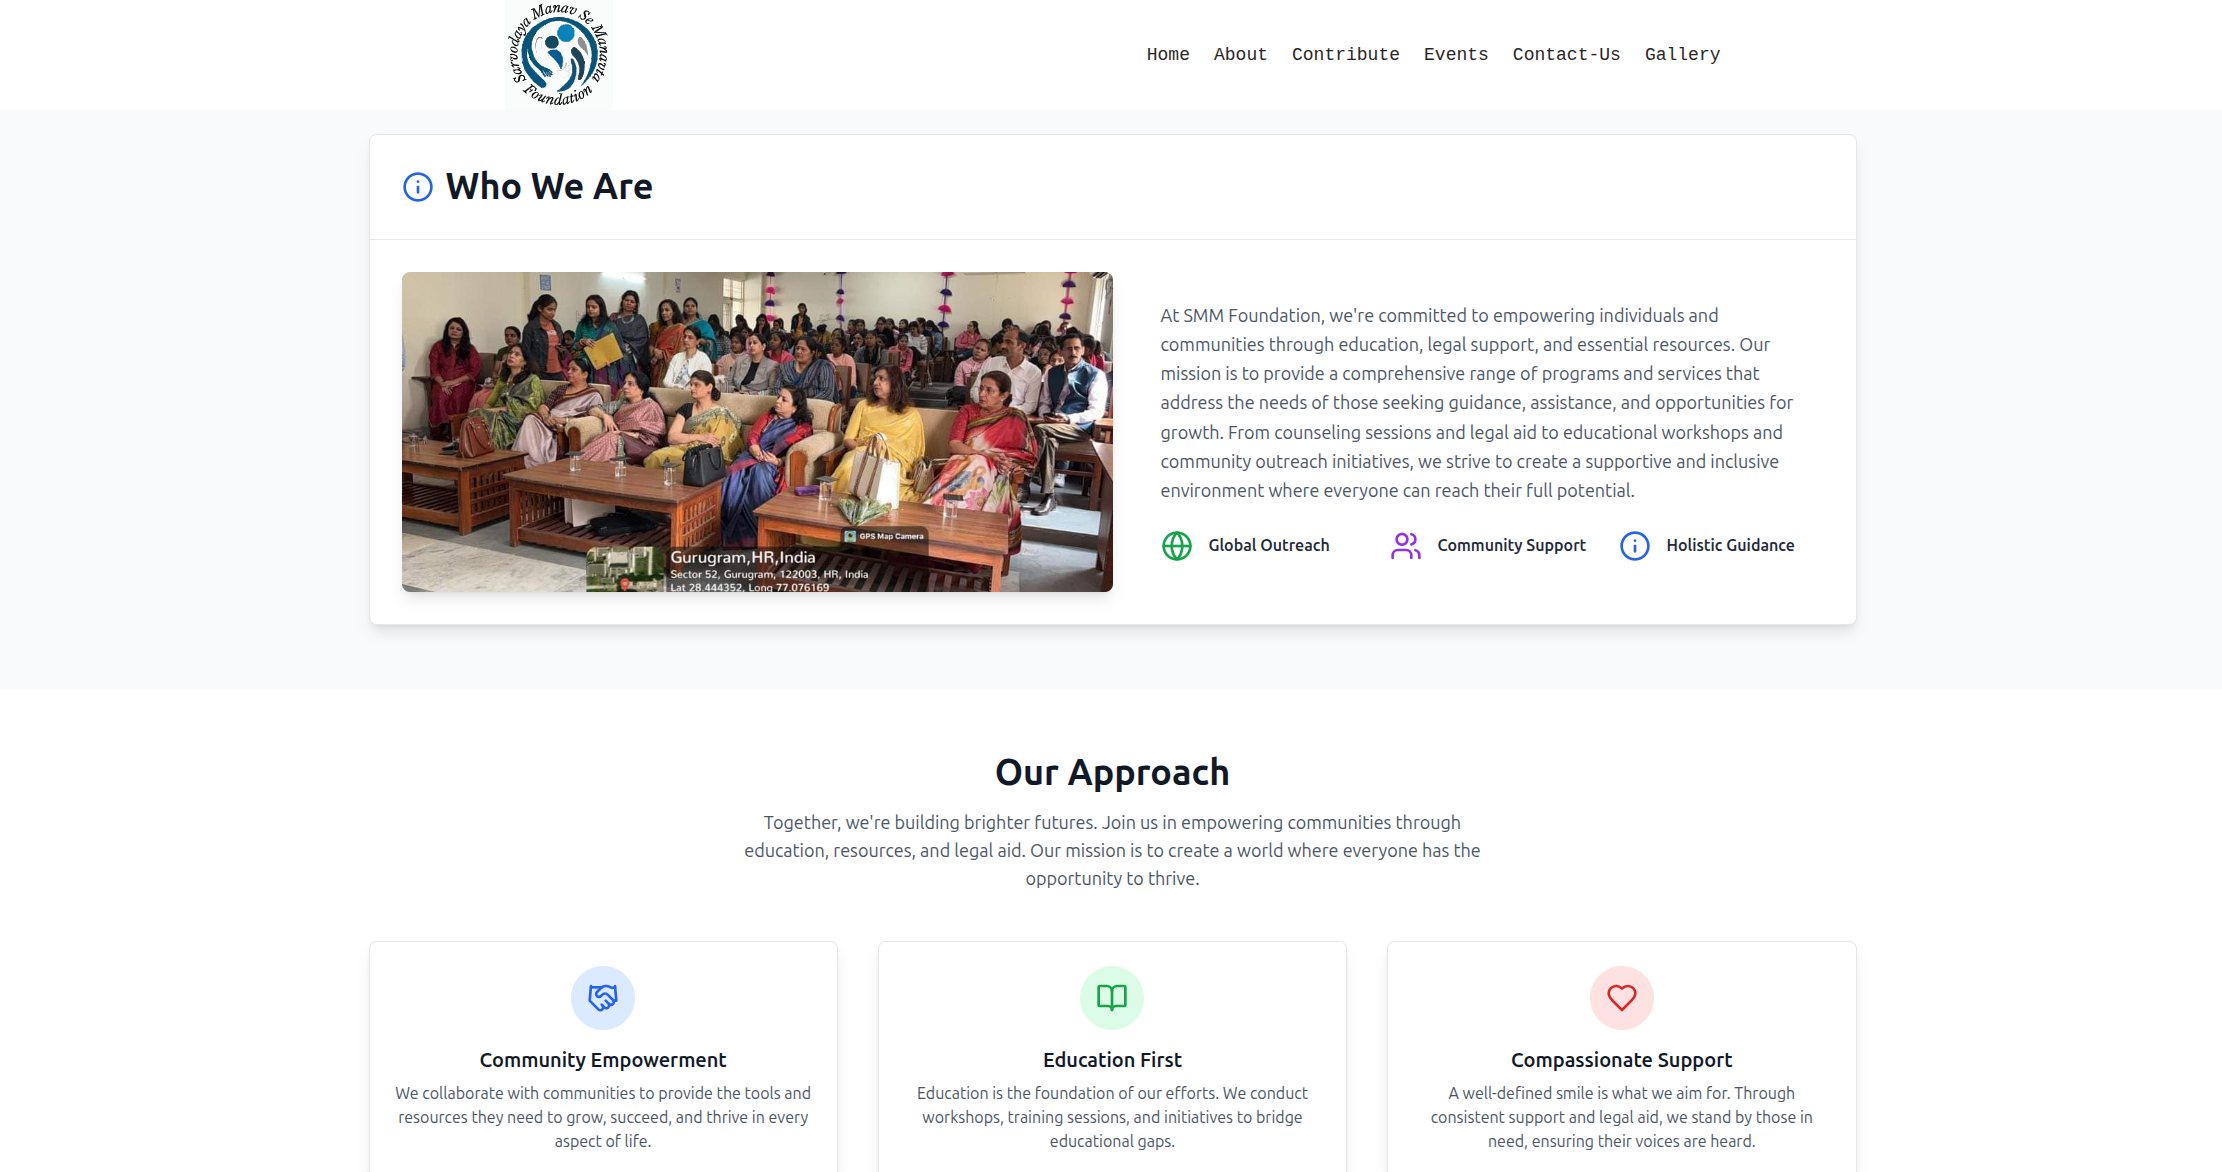 Sarvodaya Manav Se Manavta Foundation
Home About Contribute Events Contact-Us Gallery
Who We Are
GPS Map Camera
Gurugram,HR,India
Sector 52, Gurugram, 122003, HR, India
Lat 28.444352, Long 77.076169
At SMM Foundation, we're committed to empowering individuals and
communities through education, legal support, and essential resources. Our
mission is to provide a comprehensive range of programs and services that
address the needs of those seeking guidance, assistance, and opportunities for
growth. From counseling sessions and legal aid to educational workshops and
community outreach initiatives, we strive to create a supportive and inclusive
environment where everyone can reach their full potential.
Global Outreach Community Support Holistic Guidance
Our Approach
Together, we're building brighter futures. Join us in empowering communities through
education, resources, and legal aid. Our mission is to create a world where everyone has the
opportunity to thrive.
Community Empowerment
We collaborate with communities to provide the tools and
resources they need to grow, succeed, and thrive in every
aspect of life.
Education First
Education is the foundation of our efforts. We conduct
workshops, training sessions, and initiatives to bridge
educational gaps.
Compassionate Support
A well-defined smile is what we aim for. Through
consistent support and legal aid, we stand by those in
need, ensuring their voices are heard.